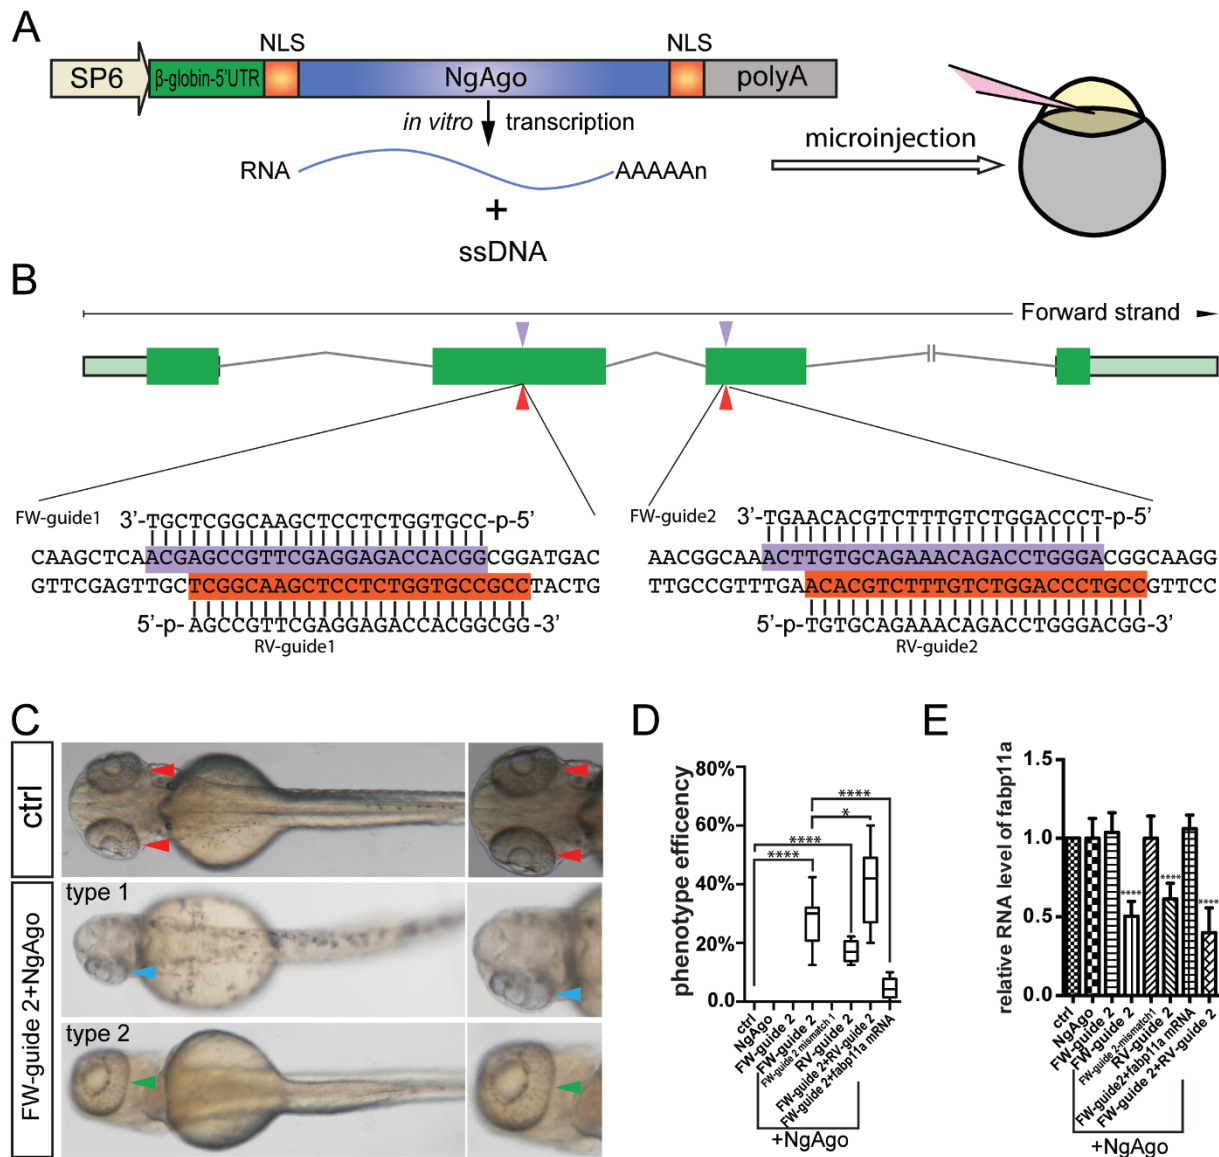 A
SP6
β-globin-5'UTR
NLS
NgAgo
NLS
polyA
in vitro transcription
RNA
AAAAAn
+
ssDNA
microinjection
B
Forward strand
FW-guide1
3'-TGCTCGGCAAGCTCCTCTGGTGCC-p-5'
CAAGCTCAACGAGCCGTTCGAGGAGACCACGGCGGATGAC
GTTCGAGTTGCTCGGCAAGCTCCTCTGGTGCCGCCTACTG
5'-p-AGCCGTTCGAGGAGACCACGGCGG-3'
RV-guide1
FW-guide2
3'-TGAACACGTCTTTGTCTGGACCCT-p-5'
AACGGCAAACTTGTGCAGAAACAGACCTGGGACGGCAAGG
TTGCCGTTTGAACACGTCTTTGTCTGGACCCTGCCGTTCC
5'-p-TGTGCAGAAACAGACCTGGGACGG-3'
RV-guide2
C
ctrl
FW-guide 2+NgAgo
type 1
type 2
D
phenotype efficency
80%
60%
40%
20%
0.0
****
****
*
****
ctrl
NgAgo
FW-guide 2
FW-guide 2
FW-guide 2-mismatch 1
RV-guide 2
FW-guide 2+RV-guide 2
FW-guide 2+fabp11a mRNA
+NgAgo
E
relative RNA level of fabp11a
1.5
1.0
0.5
0.0
****
****
****
ctrl
NgAgo
FW-guide 2
FW-guide 2
FW-guide 2-mismatch1
RV-guide 2
FW-guide2+fabp11a mRNA
FW-guide 2+RV-guide 2
+NgAgo